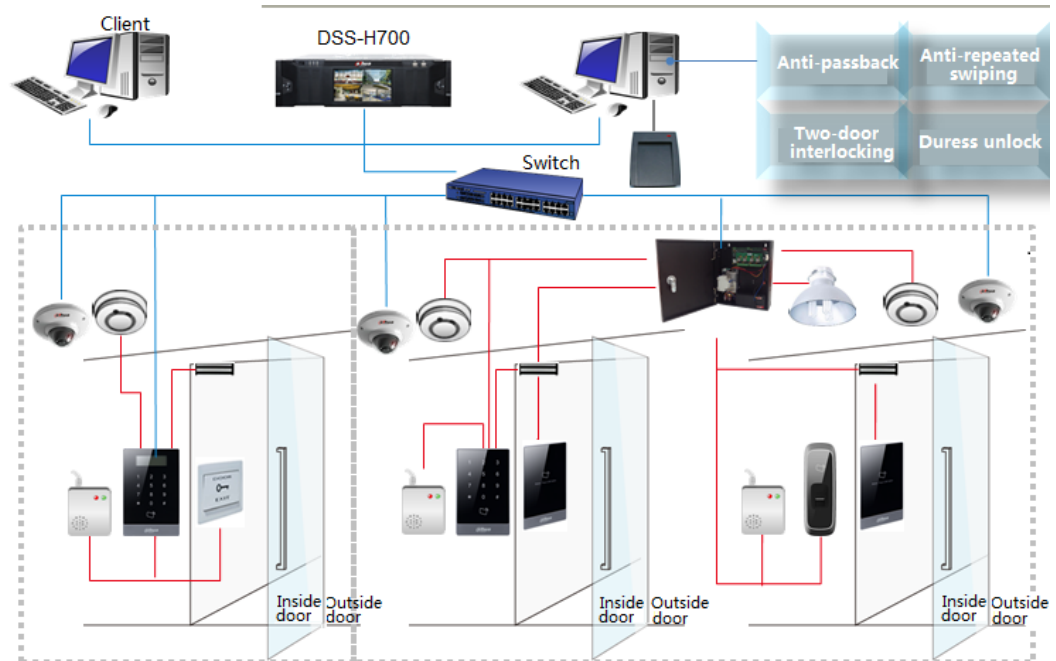 Client
DSS-H700
Anti-passback
Anti-repeated
swiping
Two-door
interlocking
Duress unlock
Switch
Inside
door
Outside
door
Inside
door
Outside
door
Inside
door
Outside
door